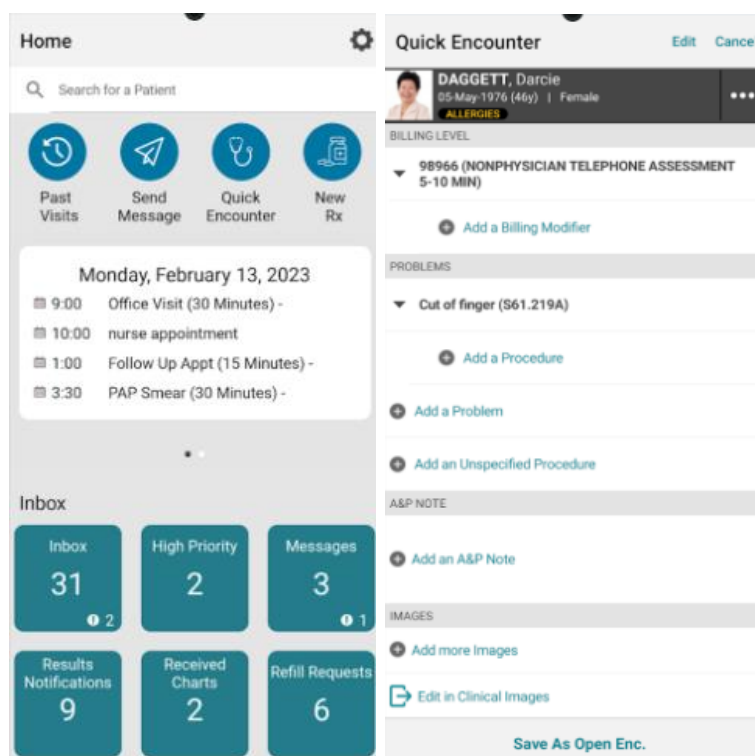 Home
Search for a Patient
Past Visits
Send Message
Quick Encounter
New Rx
Monday, February 13, 2023
9:00 Office Visit (30 Minutes) -
10:00 nurse appointment
1:00 Follow Up Appt (15 Minutes) -
3:30 PAP Smear (30 Minutes) -
Inbox
Inbox
31
2
High Priority
2
Messages
3
1
Results Notifications
9
Received Charts
2
Refill Requests
6
Quick Encounter
Edit
Cance
DAGGETT, Darcie
05-May-1976 (46y) | Female
ALLERGIES
BILLING LEVEL
98966 (NONPHYSICIAN TELEPHONE ASSESSMENT
5-10 MIN)
Add a Billing Modifier
PROBLEMS
Cut of finger (S61.219A)
Add a Procedure
Add a Problem
Add an Unspecified Procedure
A&P NOTE
Add an A&P Note
IMAGES
Add more Images
Edit in Clinical Images
Save As Open Enc.